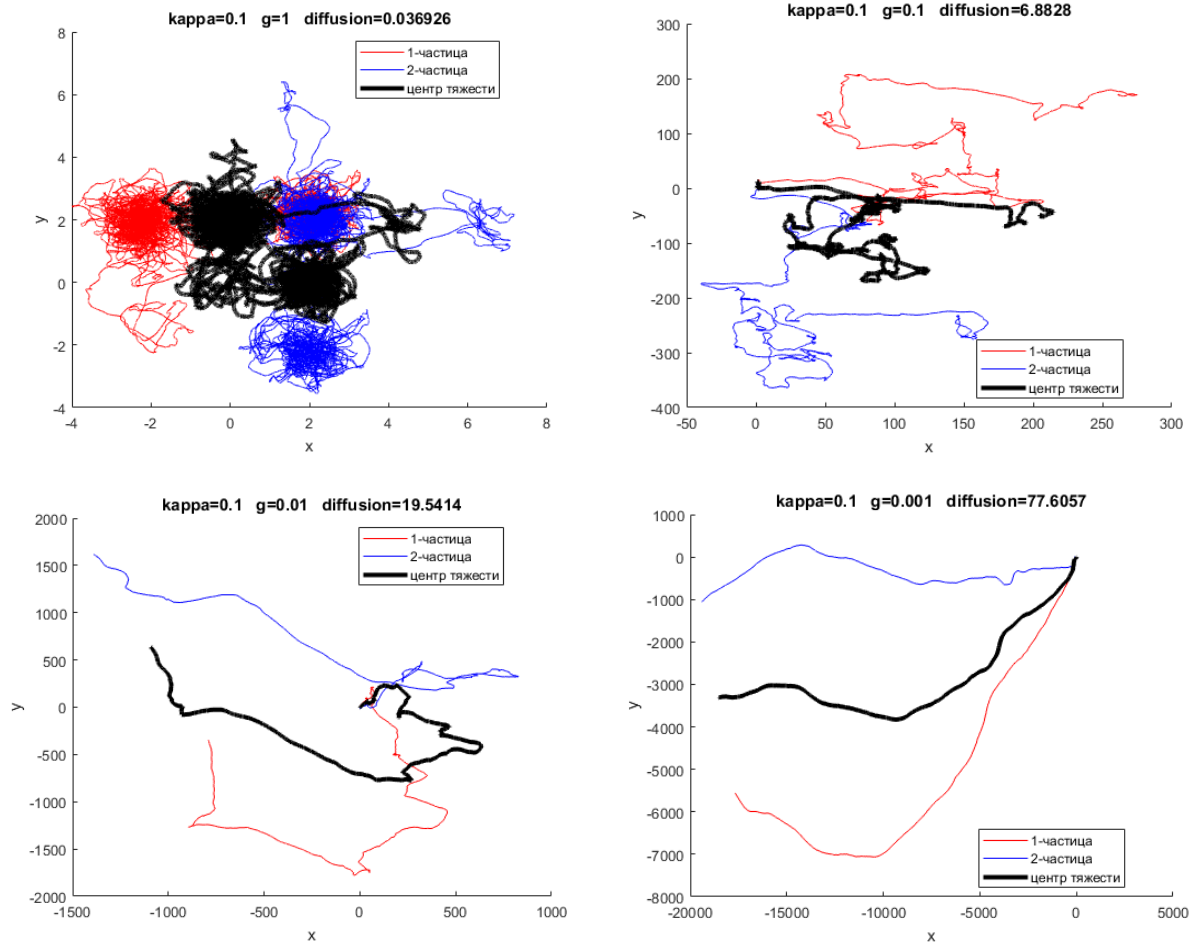 kappa=0.1 g=1 diffusion=0.036926
8
6
4
2
0
-2
-4
y
-4 -2 0 2 4 6 8
x
1-частица
2-частица
центр тяжести
kappa=0.1 g=0.1 diffusion=6.8828
300
200
100
0
-100
-200
-300
-400
y
-50 0 50 100 150 200 250 300
x
1-частица
2-частица
центр тяжести
kappa=0.1 g=0.01 diffusion=19.5414
2000
1500
1000
500
0
-500
-1000
-1500
-2000
y
-1500 -1000 -500 0 500 1000
x
1-частица
2-частица
центр тяжести
kappa=0.1 g=0.001 diffusion=77.6057
1000
0
-1000
-2000
-3000
-4000
-5000
-6000
-7000
-8000
y
-20000 -15000 -10000 -5000 0 5000
x
1-частица
2-частица
центр тяжести